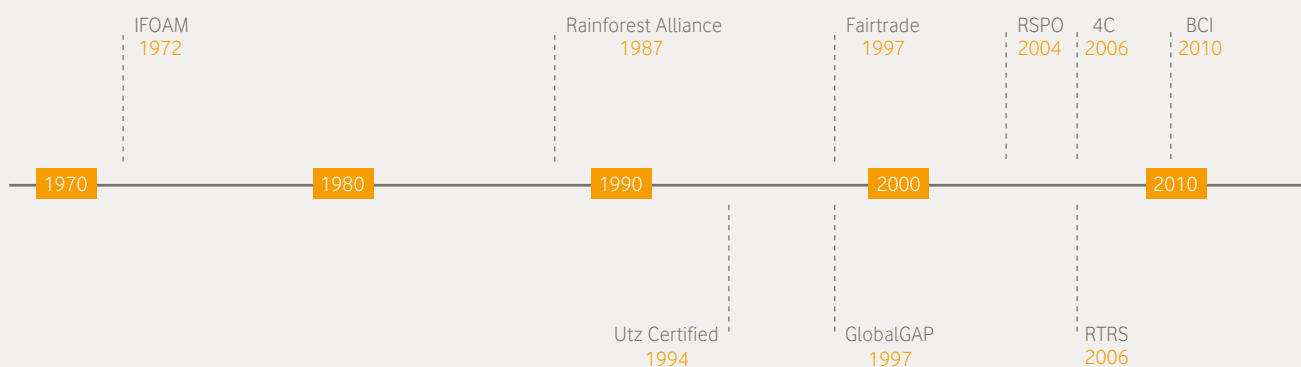 IFOAM
1972
Rainforest Alliance
1987
Fairtrade
1997
RSPO
2004
4C
2006
BCI
2010
1970
1980
1990
2000
2010
Utz Certified
1994
GlobalGAP
1997
RTRS
2006